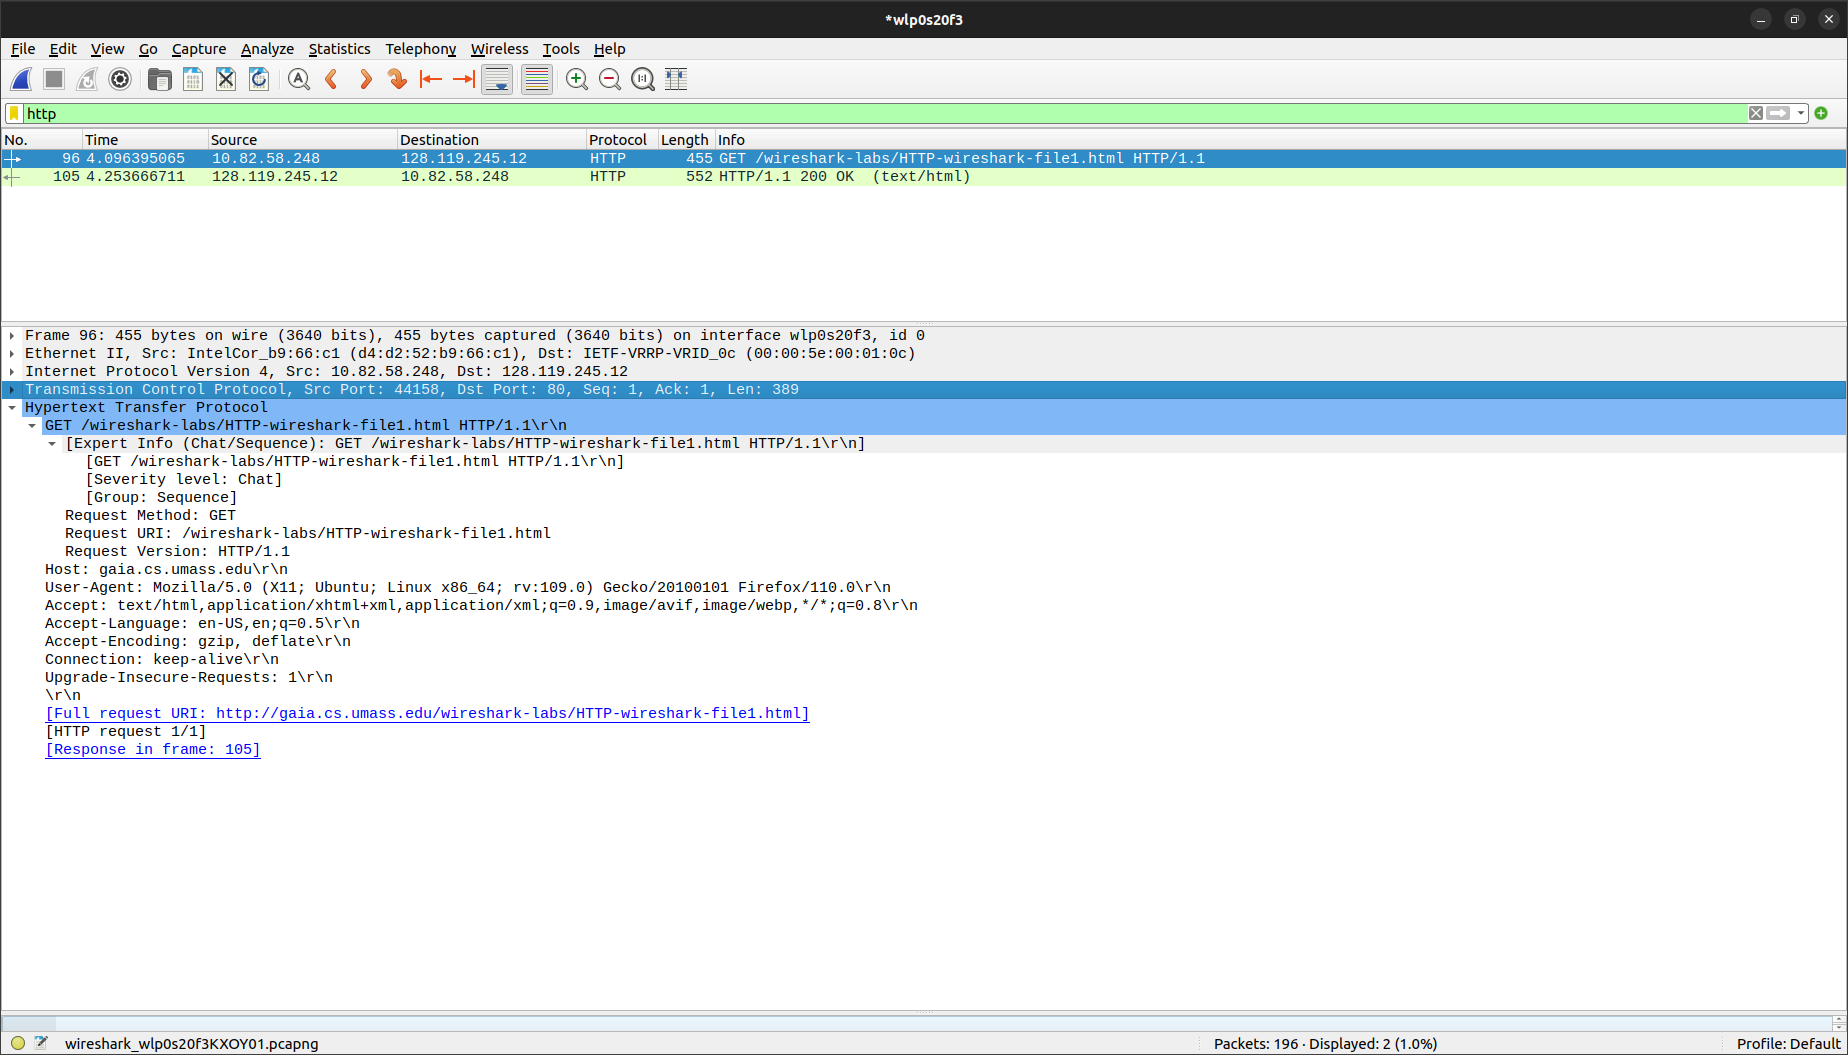 *wlp0s20f3
File Edit View Go Capture Analyze Statistics Telephony Wireless Tools Help
http
No. Time Source Destination Protocol Length Info
96 4.096395065 10.82.58.248 128.119.245.12 HTTP 455 GET /wireshark-labs/HTTP-wireshark-file1.html HTTP/1.1
105 4.253666711 128.119.245.12 10.82.58.248 HTTP 552 HTTP/1.1 200 OK (text/html)
Frame 96: 455 bytes on wire (3640 bits), 455 bytes captured (3640 bits) on interface wlp0s20f3, id 0
Ethernet II, Src: IntelCor_b9:66:c1 (d4:d2:52:b9:66:c1), Dst: IETF-VRRP-VRID_0c (00:00:5e:00:01:0c)
Internet Protocol Version 4, Src: 10.82.58.248, Dst: 128.119.245.12
Transmission Control Protocol, Src Port: 44158, Dst Port: 80, Seq: 1, Ack: 1, Len: 389
Hypertext Transfer Protocol
GET /wireshark-labs/HTTP-wireshark-file1.html HTTP/1.1\r\n
[Expert Info (Chat/Sequence): GET /wireshark-labs/HTTP-wireshark-file1.html HTTP/1.1\r\n]
[GET /wireshark-labs/HTTP-wireshark-file1.html HTTP/1.1\r\n]
[Severity level: Chat]
[Group: Sequence]
Request Method: GET
Request URI: /wireshark-labs/HTTP-wireshark-file1.html
Request Version: HTTP/1.1
Host: gaia.cs.umass.edu\r\n
User-Agent: Mozilla/5.0 (X11; Ubuntu; Linux x86_64; rv:109.0) Gecko/20100101 Firefox/110.0\r\n
Accept: text/html,application/xhtml+xml,application/xml;q=0.9,image/avif,image/webp,*/*;q=0.8\r\n
Accept-Language: en-US,en;q=0.5\r\n
Accept-Encoding: gzip, deflate\r\n
Connection: keep-alive\r\n
Upgrade-Insecure-Requests: 1\r\n
\r\n
[Full request URI: http://gaia.cs.umass.edu/wireshark-labs/HTTP-wireshark-file1.html]
[HTTP request 1/1]
[Response in frame: 105]
wireshark_wlp0s20f3KXOY01.pcapng Packets: 196 · Displayed: 2 (1.0%) Profile: Default